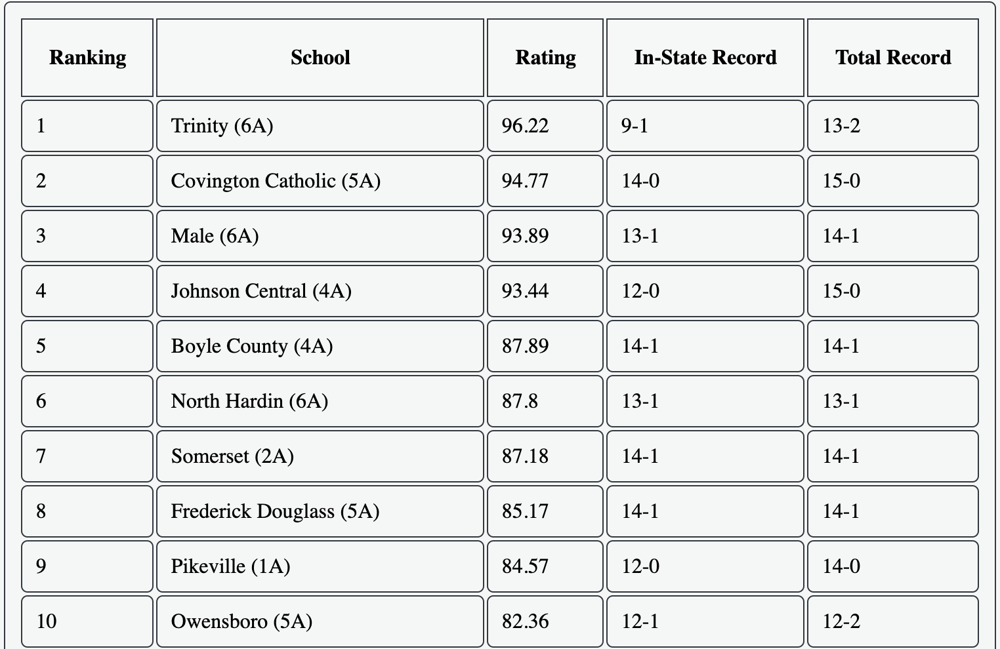 Ranking School Rating In-State Record Total Record
1 Trinity (6A) 96.22 9-1 13-2
2 Covington Catholic (5A) 94.77 14-0 15-0
3 Male (6A) 93.89 13-1 14-1
4 Johnson Central (4A) 93.44 12-0 15-0
5 Boyle County (4A) 87.89 14-1 14-1
6 North Hardin (6A) 87.8 13-1 13-1
7 Somerset (2A) 87.18 14-1 14-1
8 Frederick Douglass (5A) 85.17 14-1 14-1
9 Pikeville (1A) 84.57 12-0 14-0
10 Owensboro (5A) 82.36 12-1 12-2